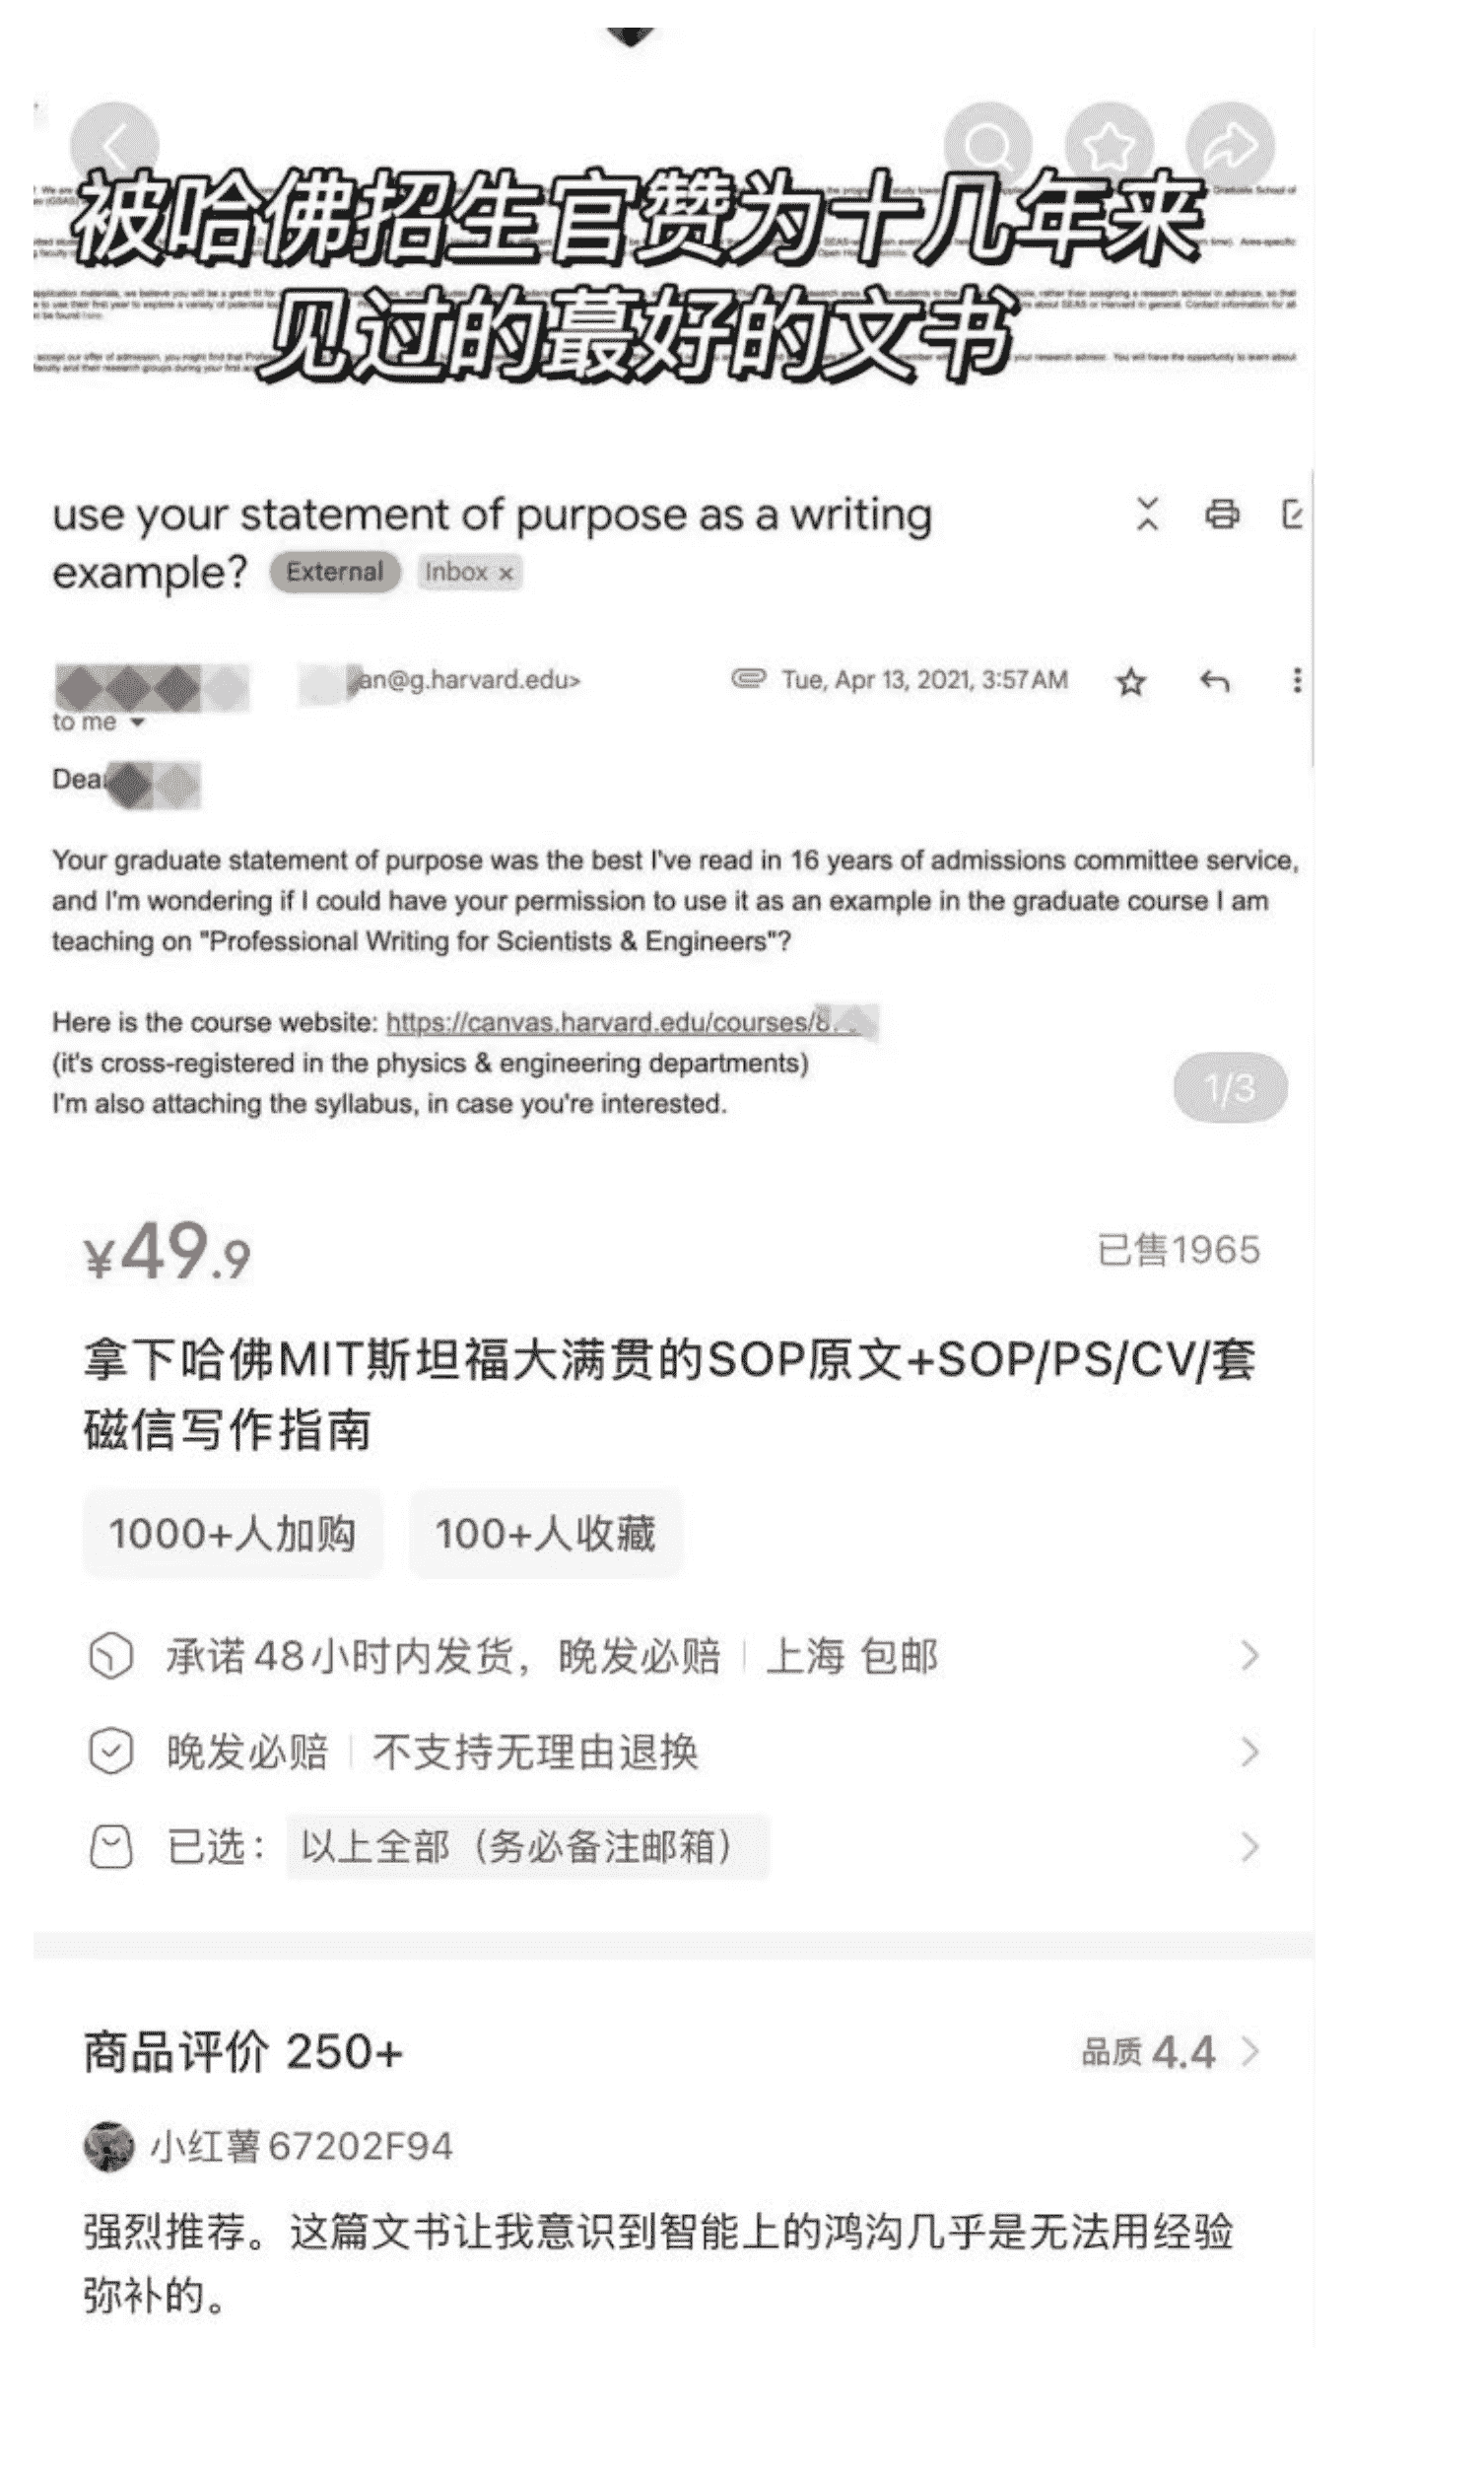 被哈佛招生官赞为十几年来
见过的蕞好的文书
use your statement of purpose as a writing
example? External Inbox ×
an@g.harvard.edu> Tue, Apr 13, 2021, 3:57 AM
to me
Dear
Your graduate statement of purpose was the best I've read in 16 years of admissions committee service,
and I'm wondering if I could have your permission to use it as an example in the graduate course I am
teaching on "Professional Writing for Scientists & Engineers"?
Here is the course website: https://canvas.harvard.edu/courses/8
(it's cross-registered in the physics & engineering departments)
I'm also attaching the syllabus, in case you're interested.
1/3
¥49.9 已售1965
拿下哈佛MIT斯坦福大满贯的SOP原文+SOP/PS/CV/套
磁信写作指南
1000+人加购 100+人收藏
承诺48小时内发货，晚发必赔 | 上海 包邮
晚发必赔 | 不支持无理由退换
已选： 以上全部（务必备注邮箱）
商品评价 250+ 品质 4.4
小红薯67202F94
强烈推荐。这篇文书让我意识到智能上的鸿沟几乎是无法用经验
弥补的。